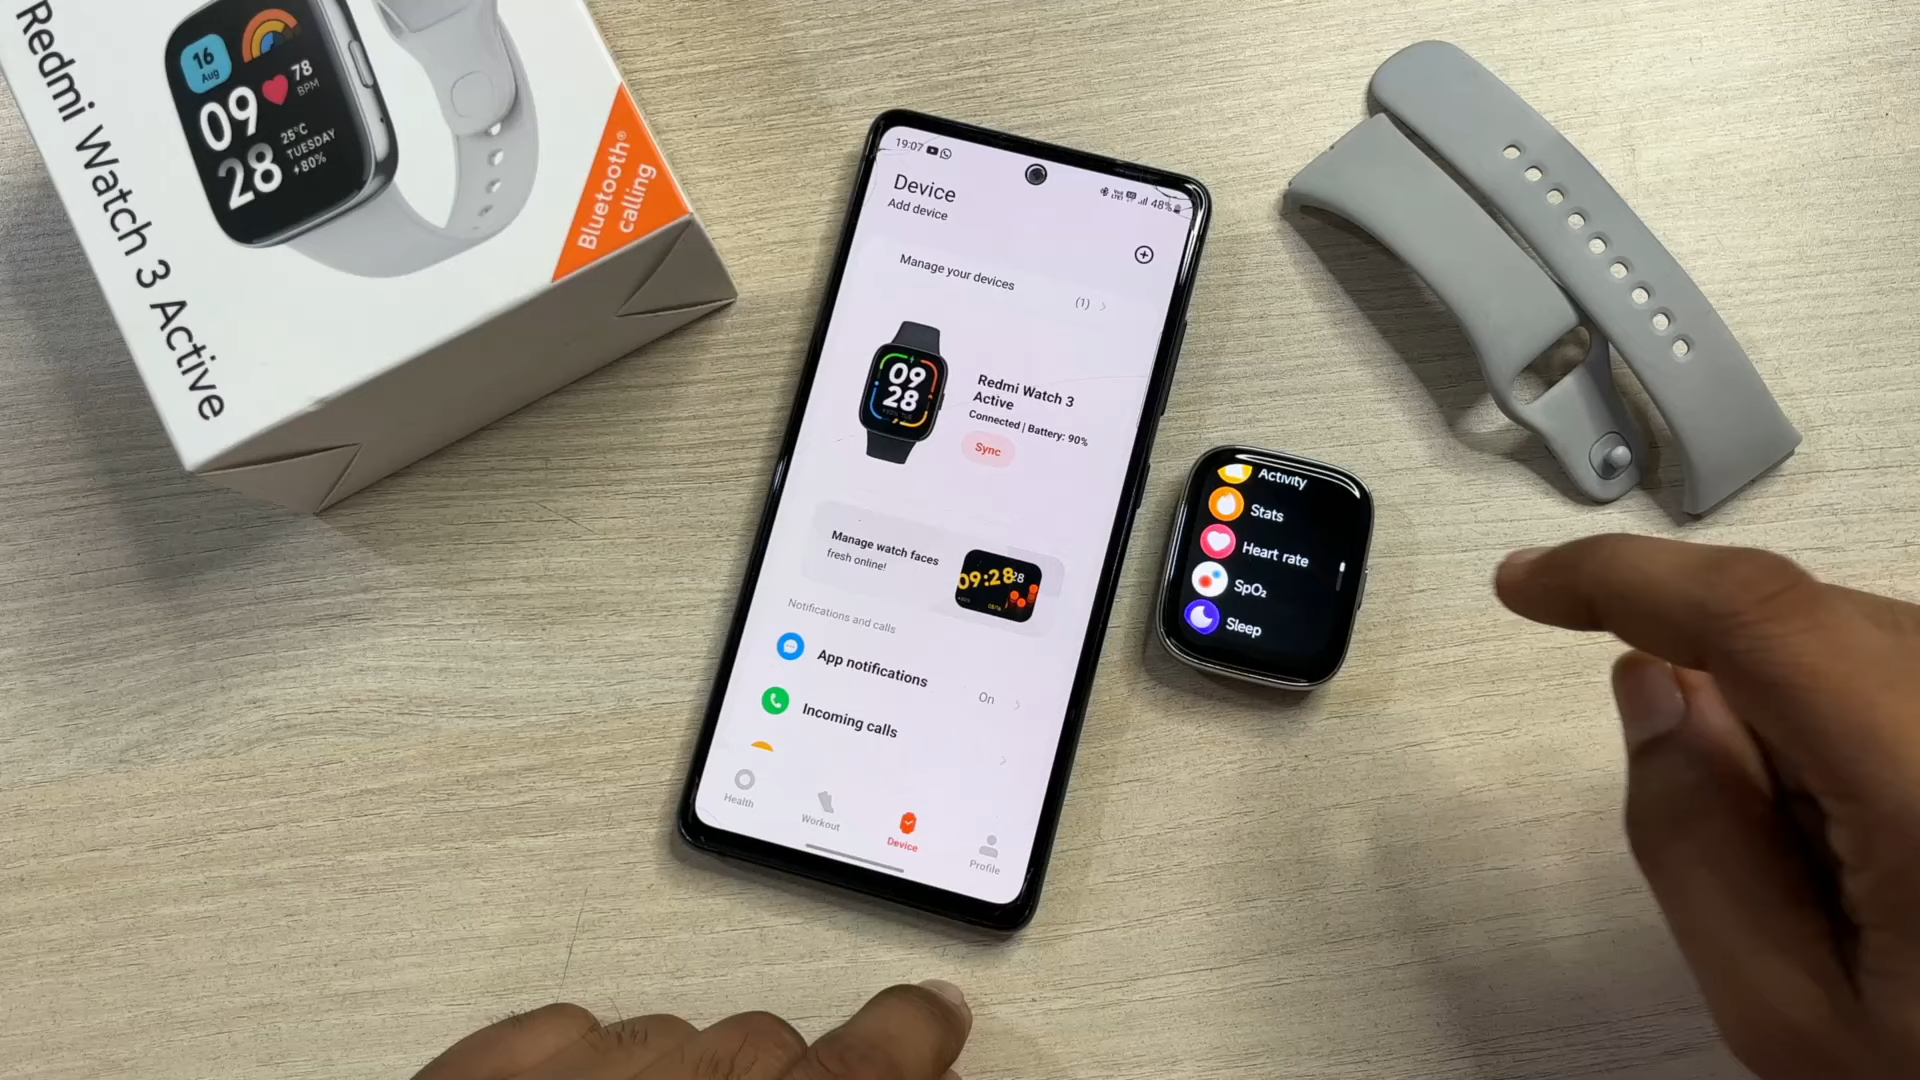 Redmi Watch 3 Active
16
Aug
09
28
78
BPM
25°C
TUESDAY
+80%
Bluetooth®
calling
19:07
48%
Device
Add device
Manage your devices
(1)
09
28
Redmi Watch 3
Active
Connected | Battery: 90%
Sync
Manage watch faces
fresh online!
09:28
Notifications and calls
App notifications
On
Incoming calls
Health
Workout
Device
Profile
Activity
Stats
Heart rate
SpO₂
Sleep